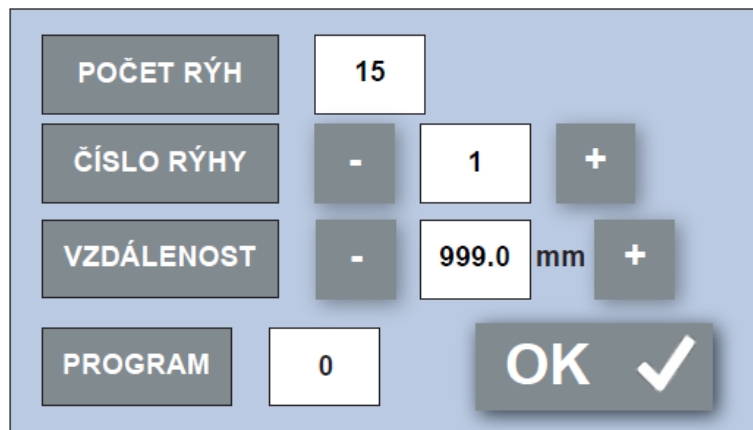 POČET RÝH 15
ČÍSLO RÝHY - 1 +
VZDÁLENOST - 999.0 mm +
PROGRAM 0 OK